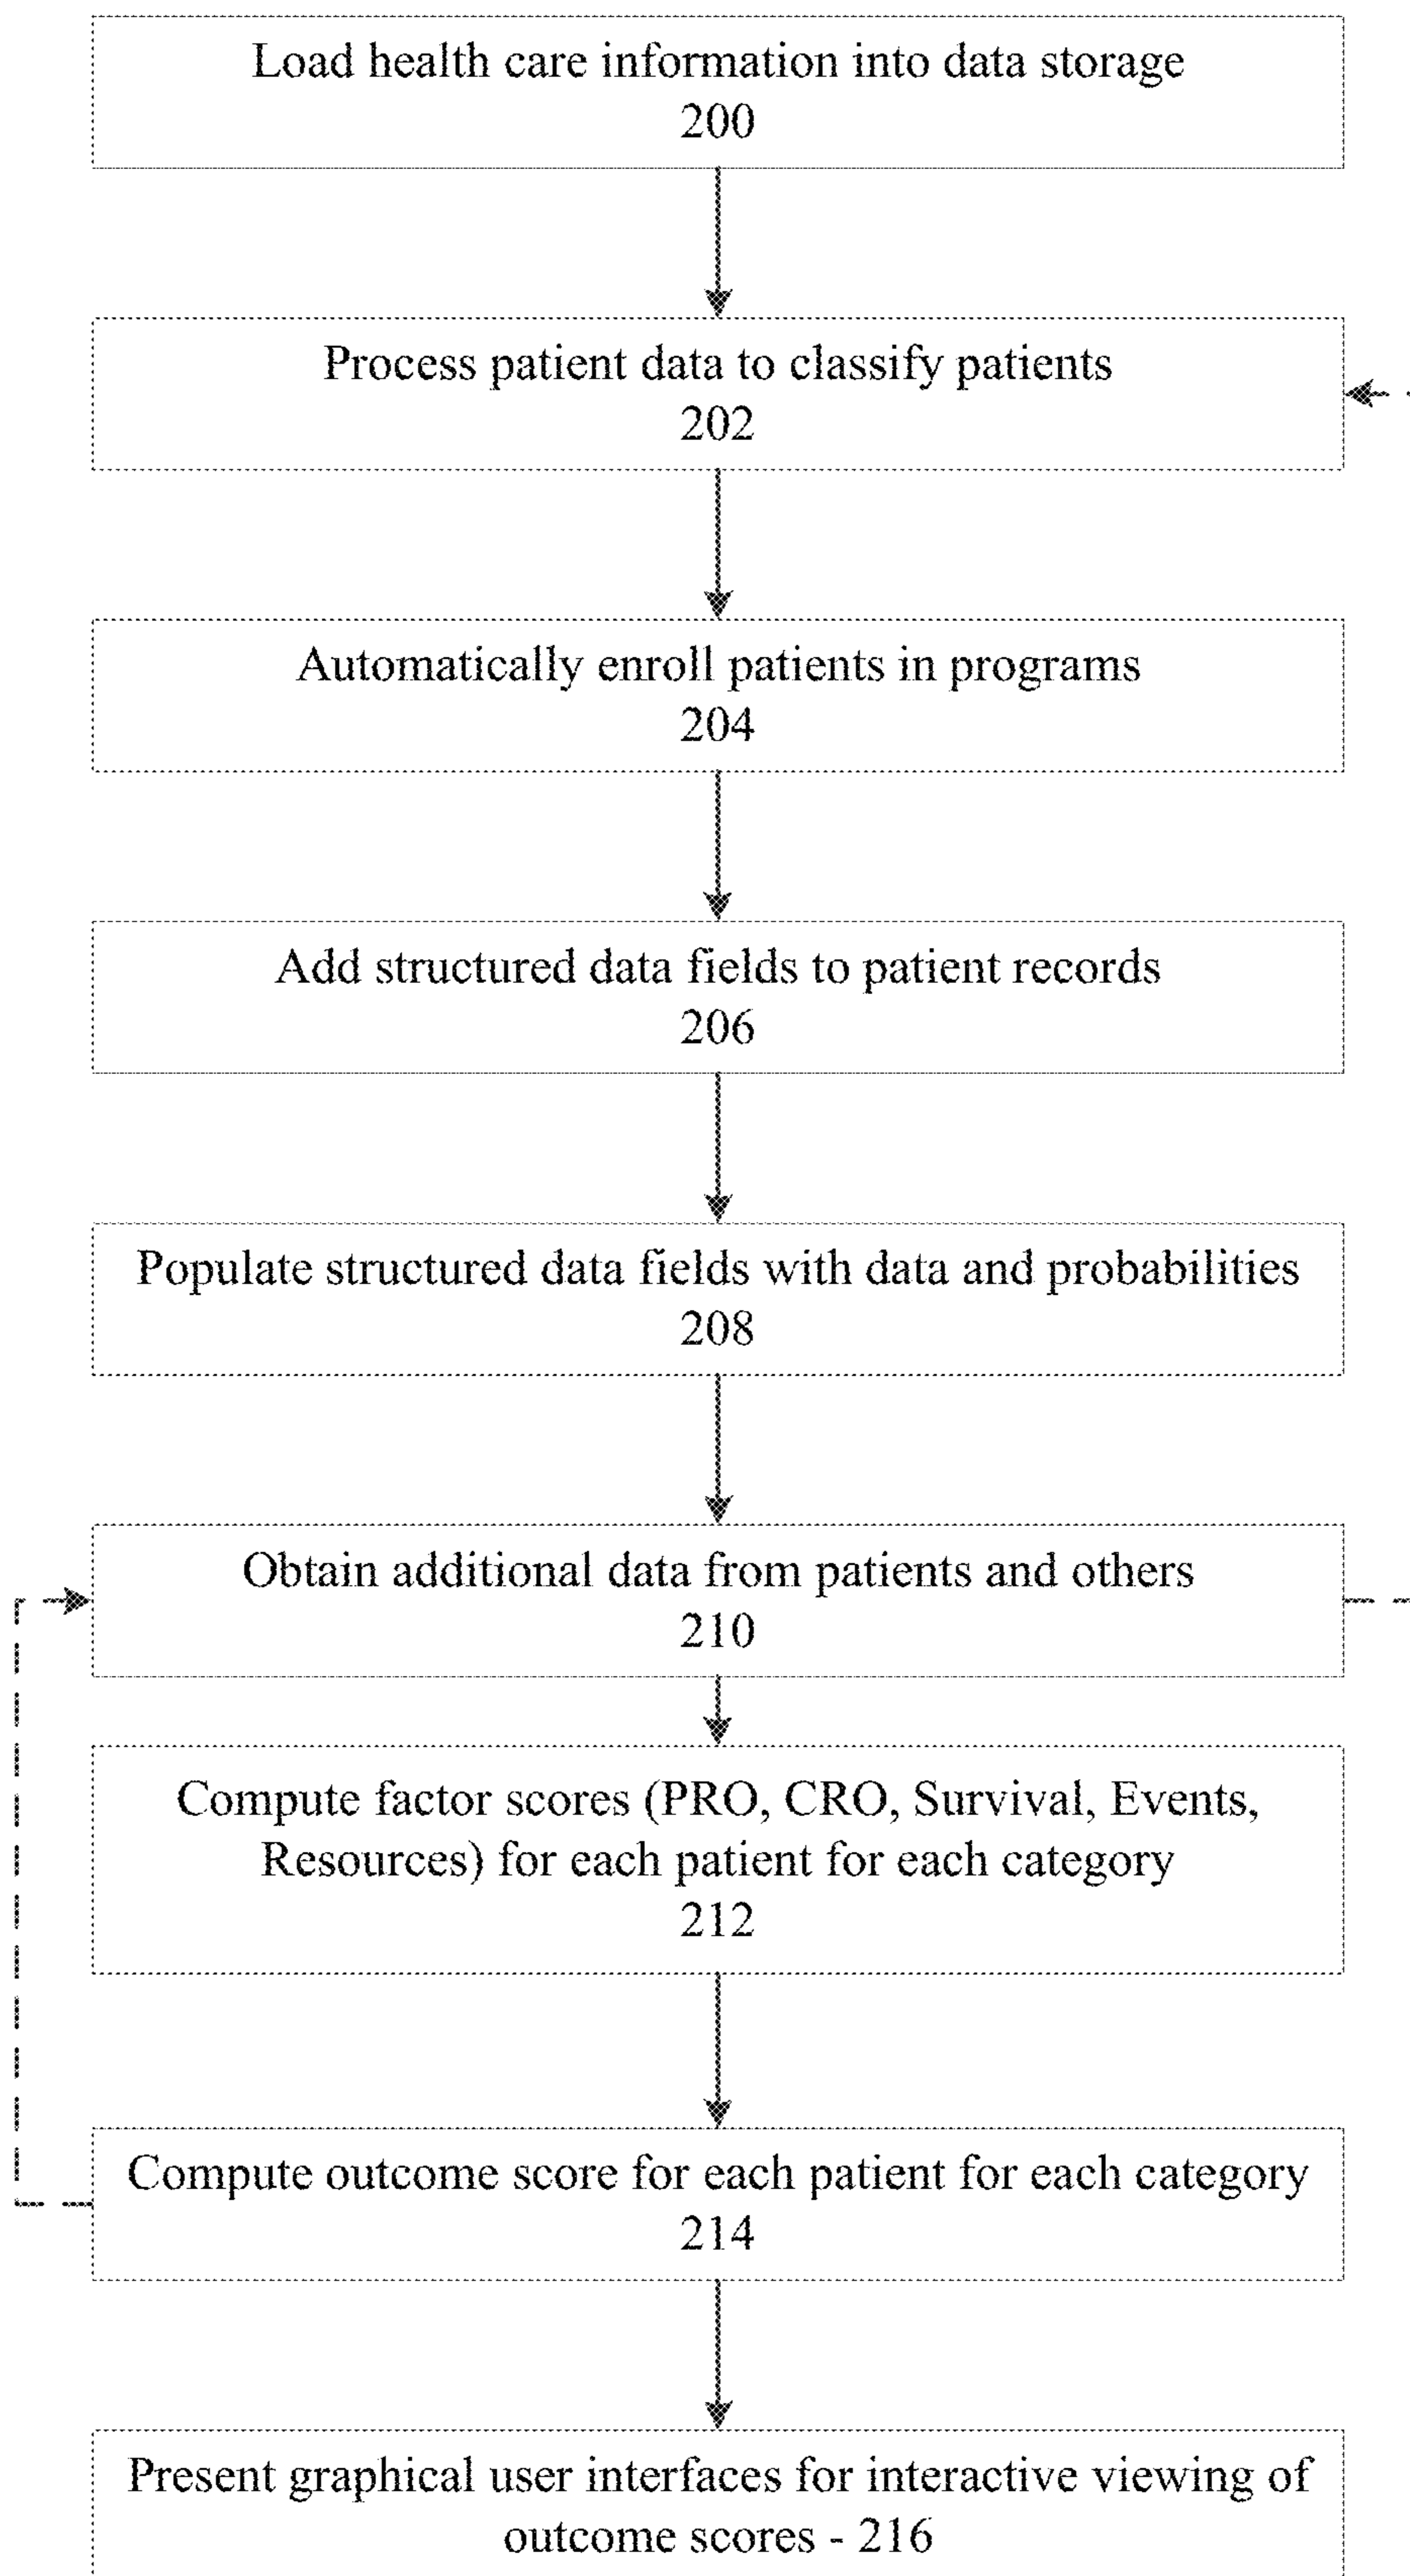 Load health care information into data storage
200
Process patient data to classify patients
202
Automatically enroll patients in programs
204
Add structured data fields to patient records
206
Populate structured data fields with data and probabilities
208
Obtain additional data from patients and others
210
Compute factor scores (PRO, CRO, Survival, Events,
Resources) for each patient for each category
212
Compute outcome score for each patient for each category
214
Present graphical user interfaces for interactive viewing of
outcome scores - 216